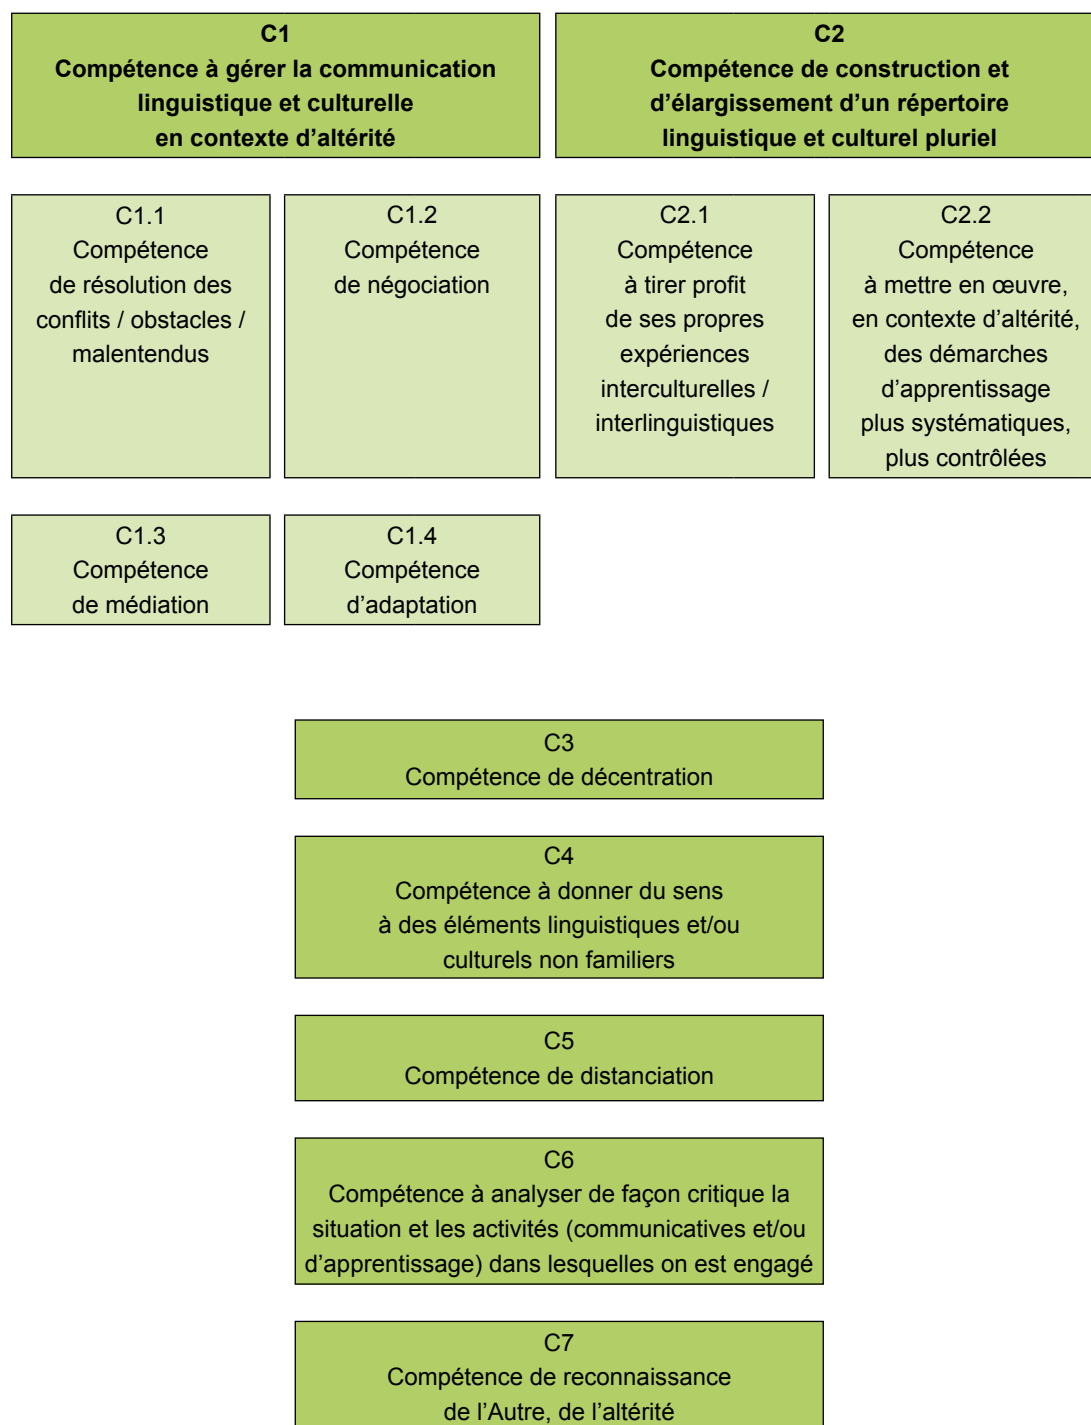 C1
Compétence à gérer la communication
linguistique et culturelle
en contexte d’altérité
C2
Compétence de construction et
d’élargissement d’un répertoire
linguistique et culturel pluriel
C1.1
Compétence
de résolution des
conflits / obstacles /
malentendus
C1.2
Compétence
de négociation
C2.1
Compétence
à tirer profit
de ses propres
expériences
interculturelles /
interlinguistiques
C2.2
Compétence
à mettre en œuvre,
en contexte d’altérité,
des démarches
d’apprentissage
plus systématiques,
plus contrôlées
C1.3
Compétence
de médiation
C1.4
Compétence
d’adaptation
C3
Compétence de décentration
C4
Compétence à donner du sens
à des éléments linguistiques et/ou
culturels non familiers
C5
Compétence de distanciation
C6
Compétence à analyser de façon critique la
situation et les activités (communicatives et/ou
d’apprentissage) dans lesquelles on est engagé
C7
Compétence de reconnaissance
de l’Autre, de l’altérité